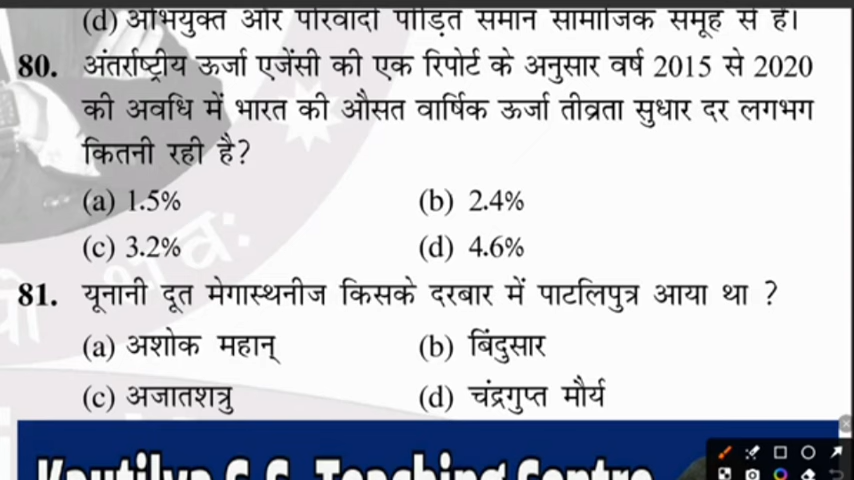 (d) अभियुक्त और परिवादी पीड़ित समान सामाजिक समूह से है।
80. अंतर्राष्ट्रीय ऊर्जा एजेंसी की एक रिपोर्ट के अनुसार वर्ष 2015 से 2020
की अवधि में भारत की औसत वार्षिक ऊर्जा तीव्रता सुधार दर लगभग
कितनी रही है?
(a) 1.5% (b) 2.4%
(c) 3.2% (d) 4.6%
81. यूनानी दूत मेगास्थनीज किसके दरबार में पाटलिपुत्र आया था ?
(a) अशोक महान् (b) बिंदुसार
(c) अजातशत्रु (d) चंद्रगुप्त मौर्य
Kautilya G.S. Teaching Centre